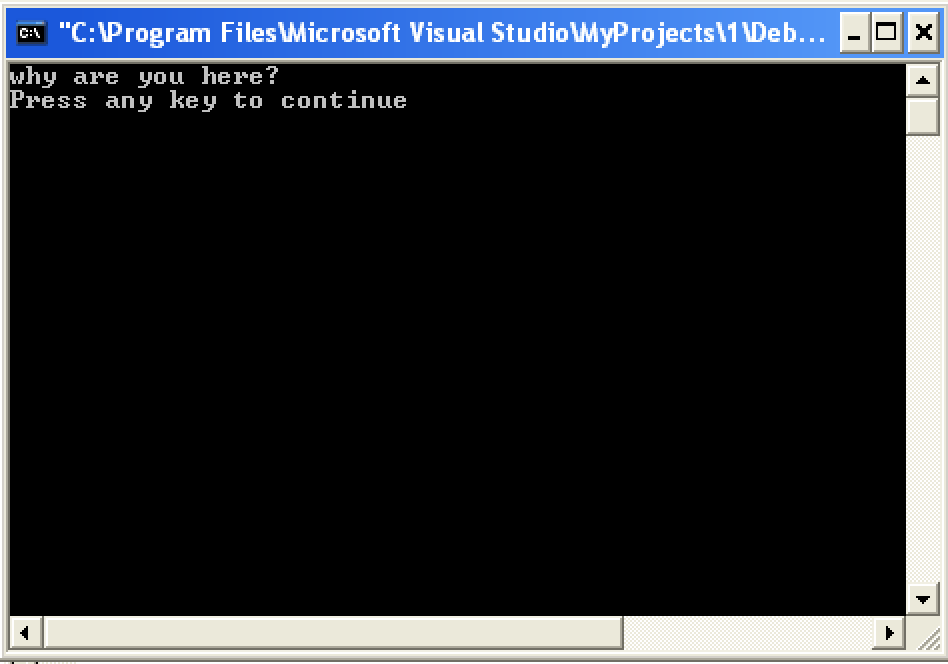 "C:\Program Files\Microsoft Visual Studio\MyProjects\1\Deb...
why are you here?
Press any key to continue